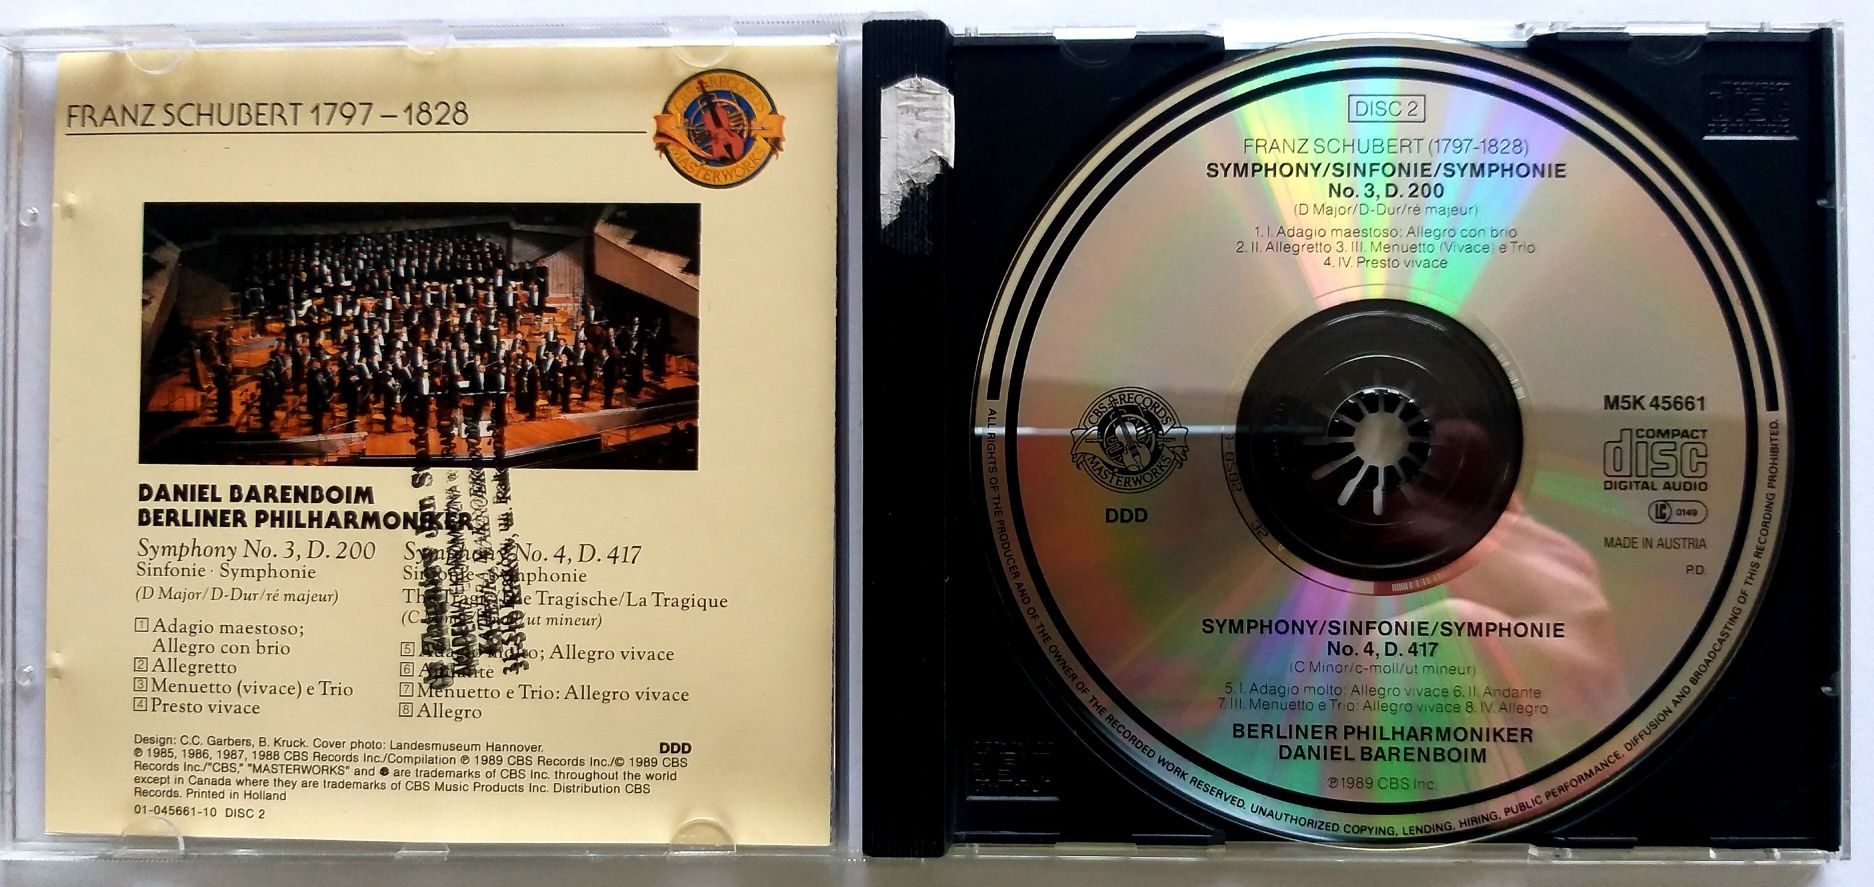 FRANZ SCHUBERT 1797 – 1828
CBS RECORDS
MASTERWORKS
DANIEL BARENBOIM
BERLINER PHILHARMONIKER
Symphony No. 3, D. 200
Sinfonie · Symphonie
(D Major/D-Dur/ré majeur)
1 Adagio maestoso;
Allegro con brio
2 Allegretto
3 Menuetto (vivace) e Trio
4 Presto vivace
Symphony No. 4, D. 417
Sinfonie · Symphonie
Tragische/La Tragique
ut mineur)
5 Adagio molto; Allegro vivace
6 Andante
7 Menuetto e Trio: Allegro vivace
8 Allegro
Design: C.C. Garbers, B. Kruck. Cover photo: Landesmuseum Hannover.
DDD
℗ 1985, 1986, 1987, 1988 CBS Records Inc./Compilation ℗ 1989 CBS Records Inc./© 1989 CBS
Records Inc./"CBS," "MASTERWORKS" and are trademarks of CBS Inc. throughout the world
except in Canada where they are trademarks of CBS Music Products Inc. Distribution CBS
Records. Printed in Holland
01-045661-10 DISC 2
DISC 2
FRANZ SCHUBERT (1797-1828)
SYMPHONY/SINFONIE/SYMPHONIE
No. 3, D. 200
(D Major/D-Dur/ré majeur)
1. I. Adagio maestoso: Allegro con brio
2. II. Allegretto 3. III. Menuetto (Vivace) e Trio
4. IV. Presto vivace
CBS RECORDS
MASTERWORKS
DDD
M5K 45661
COMPACT
disc
DIGITAL AUDIO
LC 0149
MADE IN AUSTRIA
P.D.
SYMPHONY/SINFONIE/SYMPHONIE
No. 4, D. 417
(C Minor/c-moll/ut mineur)
5. I. Adagio molto: Allegro vivace 6. II. Andante
7. III. Menuetto e Trio: Allegro vivace 8. IV. Allegro
BERLINER PHILHARMONIKER
DANIEL BARENBOIM
℗ 1989 CBS Inc.
ALL RIGHTS OF THE PRODUCER AND OF THE OWNER OF THE RECORDED WORK RESERVED. UNAUTHORIZED COPYING, LENDING, HIRING, PUBLIC PERFORMANCE, DIFFUSION AND BROADCASTING OF THIS RECORDING PROHIBITED.
COMPACT
disc
DIGITAL AUDIO